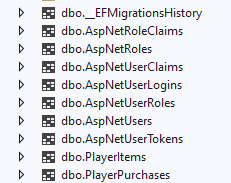 dbo.__EFMigrationsHistory
dbo.AspNetRoleClaims
dbo.AspNetRoles
dbo.AspNetUserClaims
dbo.AspNetUserLogins
dbo.AspNetUserRoles
dbo.AspNetUsers
dbo.AspNetUserTokens
dbo.PlayerItems
dbo.PlayerPurchases